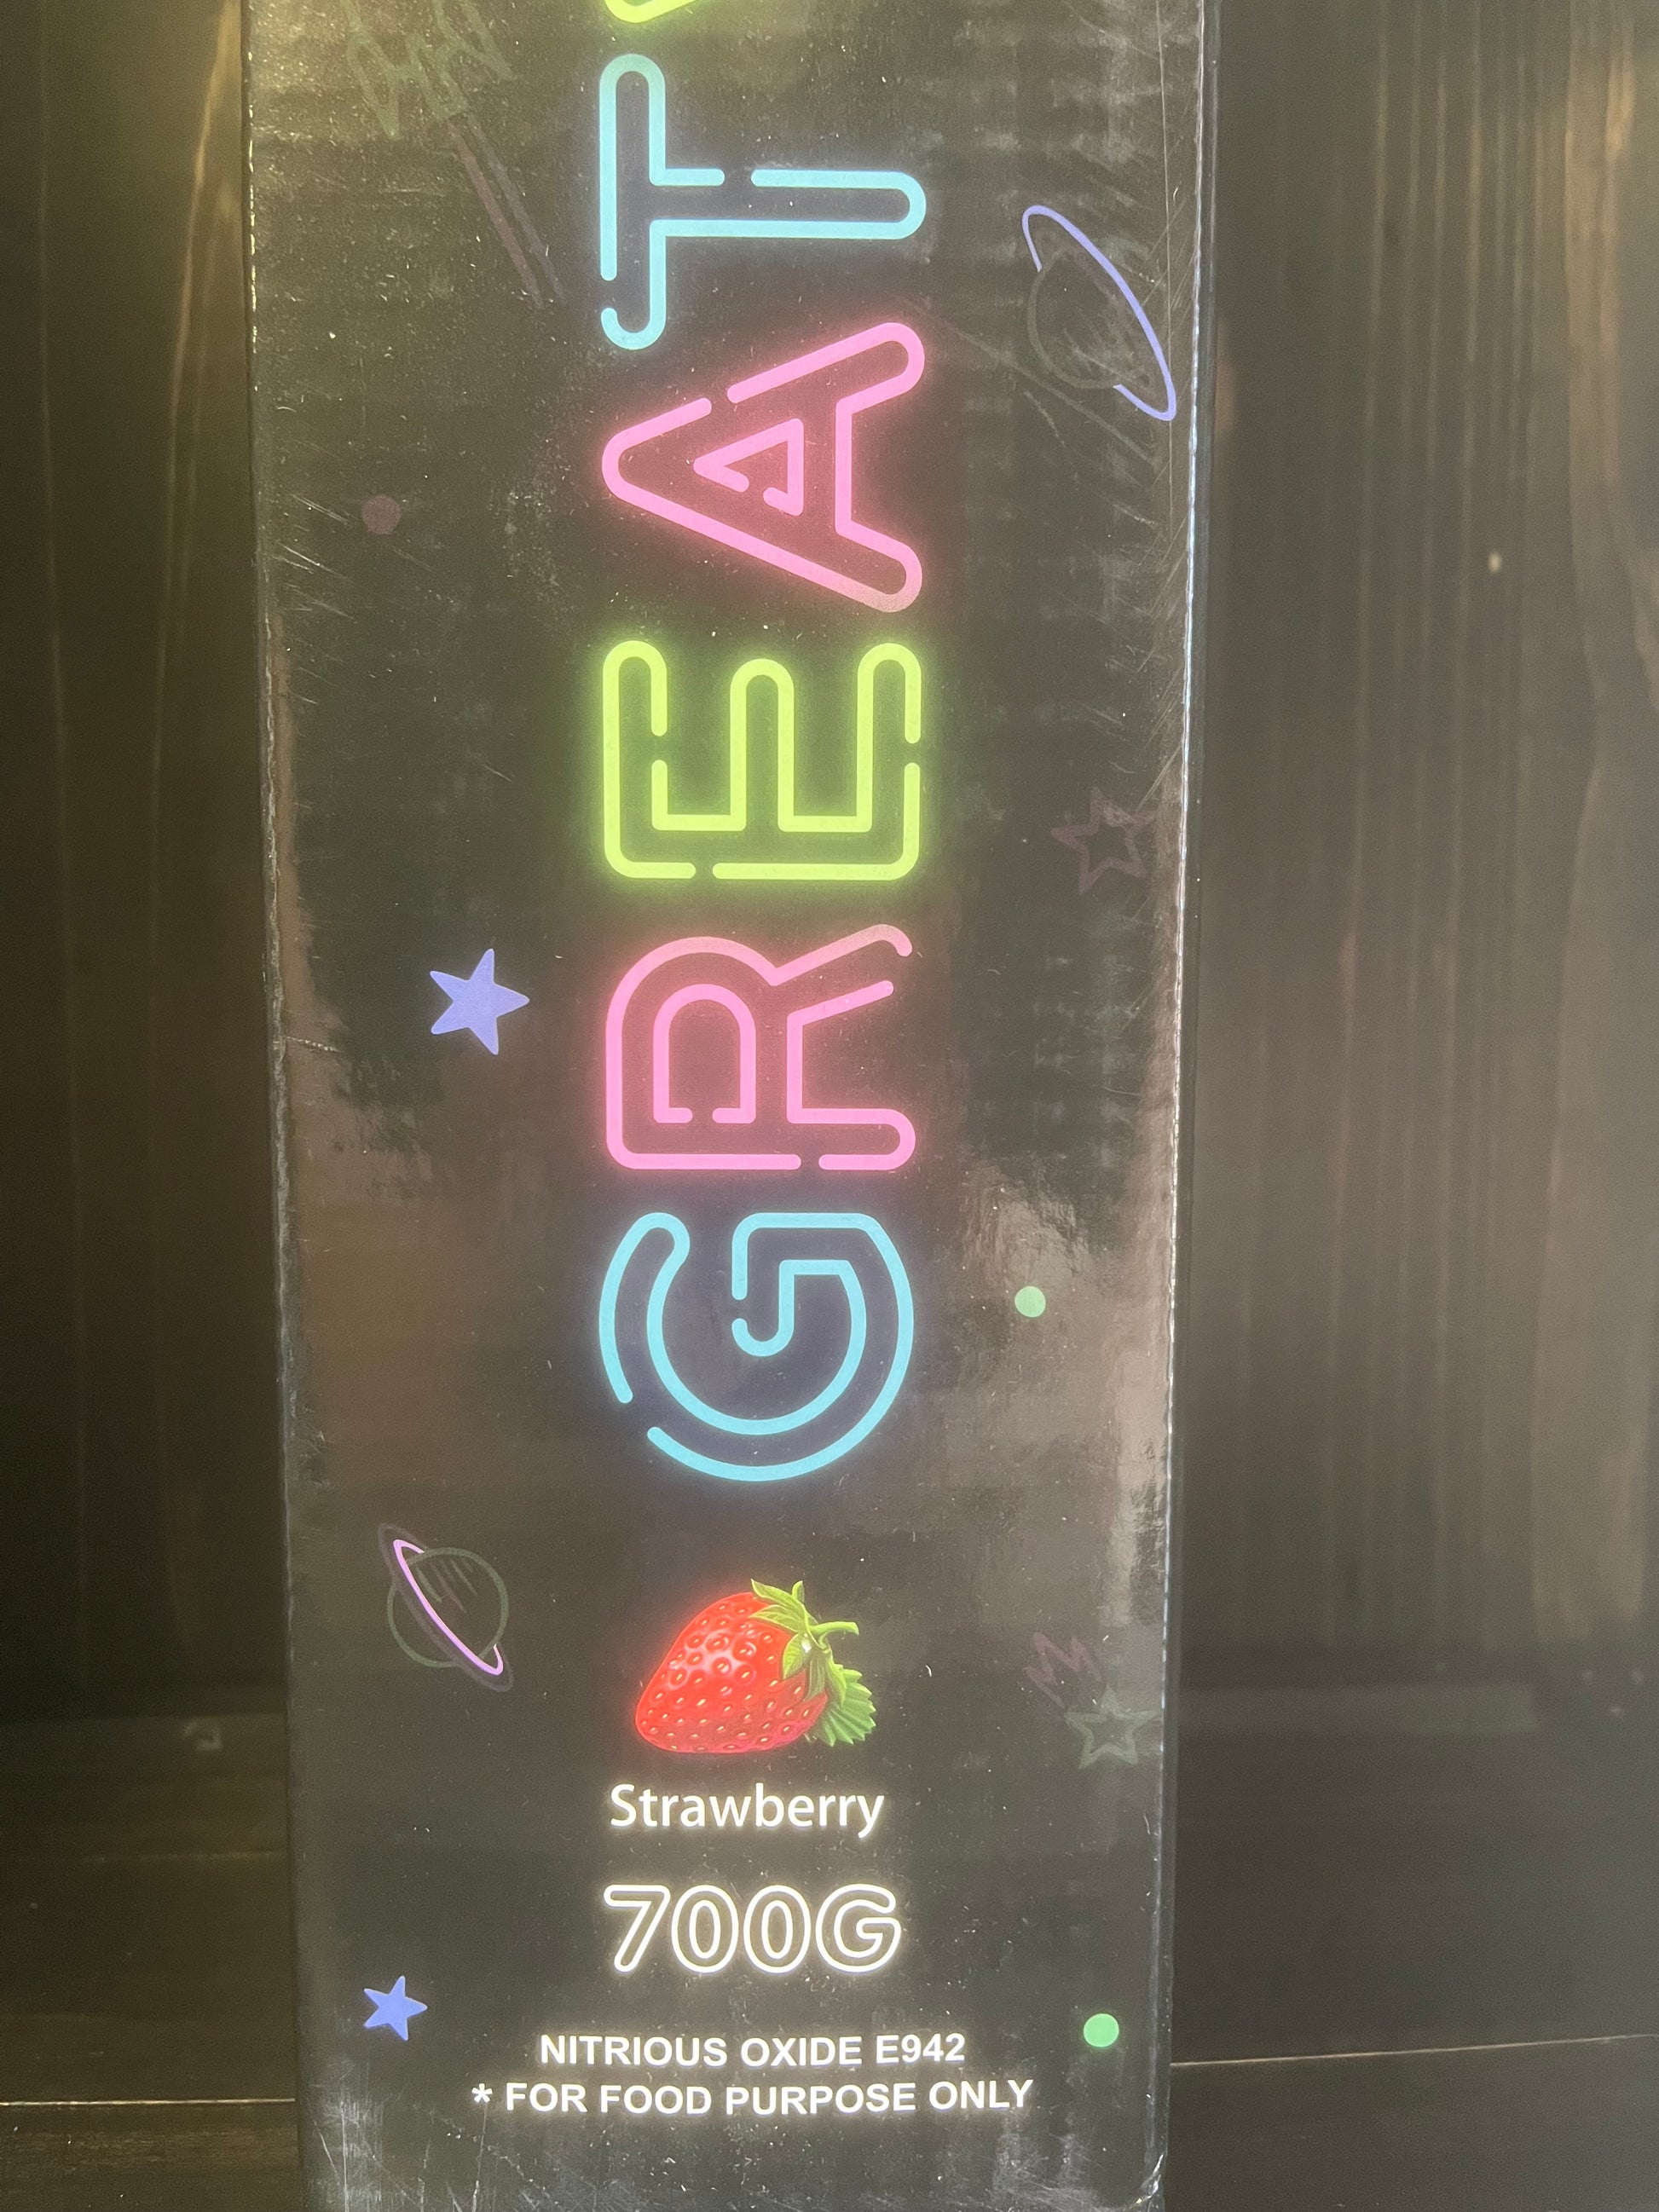 GREAT
Strawberry
700G
NITRIOUS OXIDE E942
* FOR FOOD PURPOSE ONLY